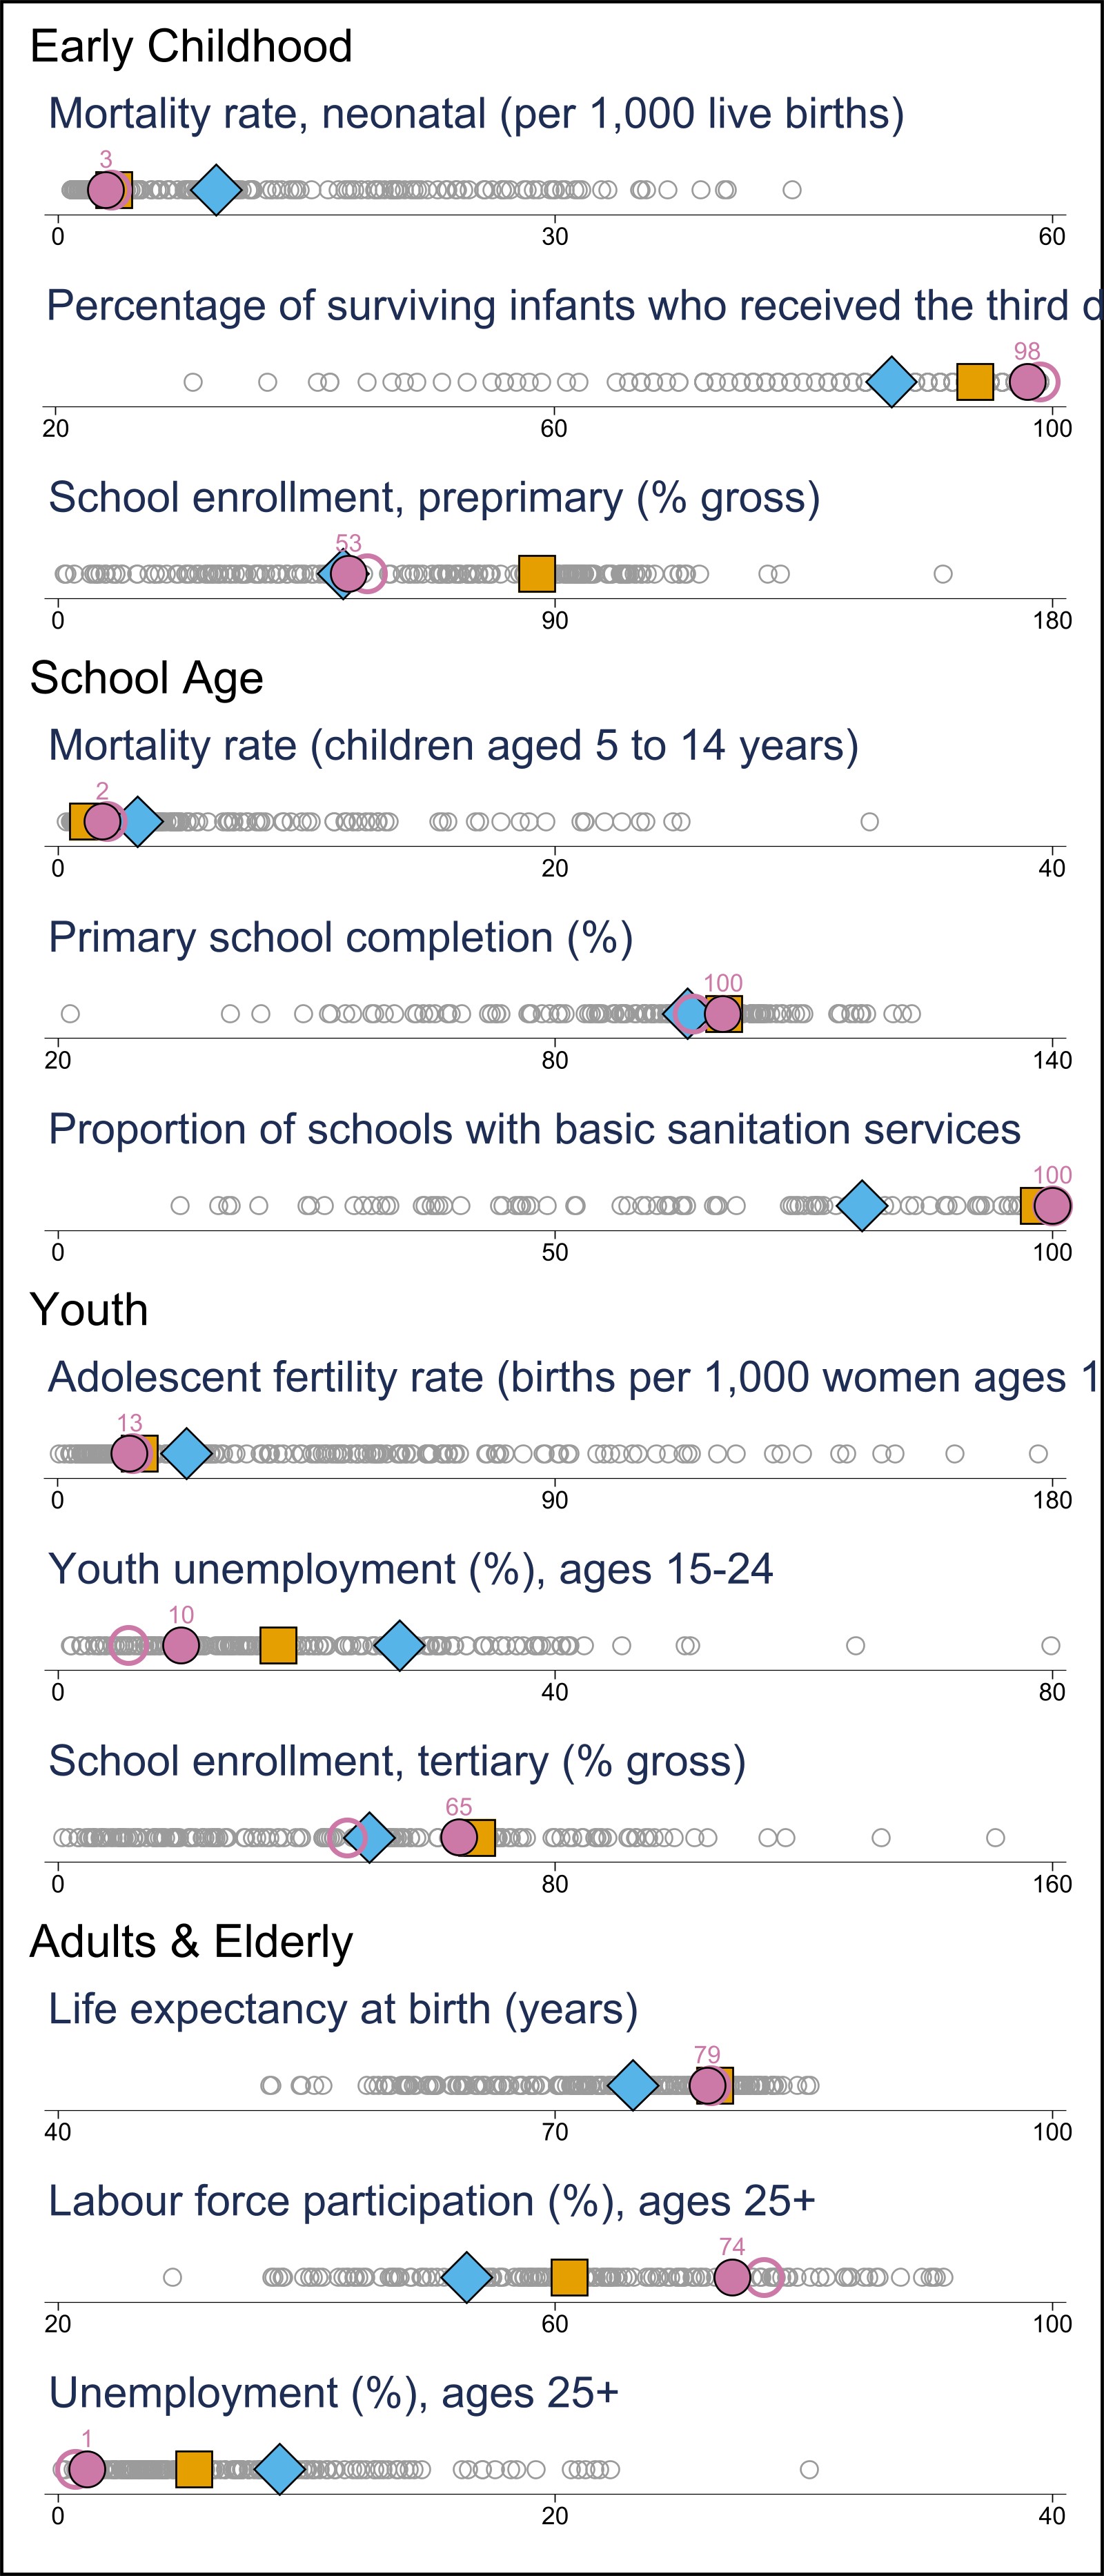 Early Childhood
Mortality rate, neonatal (per 1,000 live births)
3
0 30 60
Percentage of surviving infants who received the third d
98
20 60 100
School enrollment, preprimary (% gross)
53
0 90 180
School Age
Mortality rate (children aged 5 to 14 years)
2
0 20 40
Primary school completion (%)
100
20 80 140
Proportion of schools with basic sanitation services
100
0 50 100
Youth
Adolescent fertility rate (births per 1,000 women ages 1
13
0 90 180
Youth unemployment (%), ages 15-24
10
0 40 80
School enrollment, tertiary (% gross)
65
0 80 160
Adults & Elderly
Life expectancy at birth (years)
79
40 70 100
Labour force participation (%), ages 25+
74
20 60 100
Unemployment (%), ages 25+
1
0 20 40